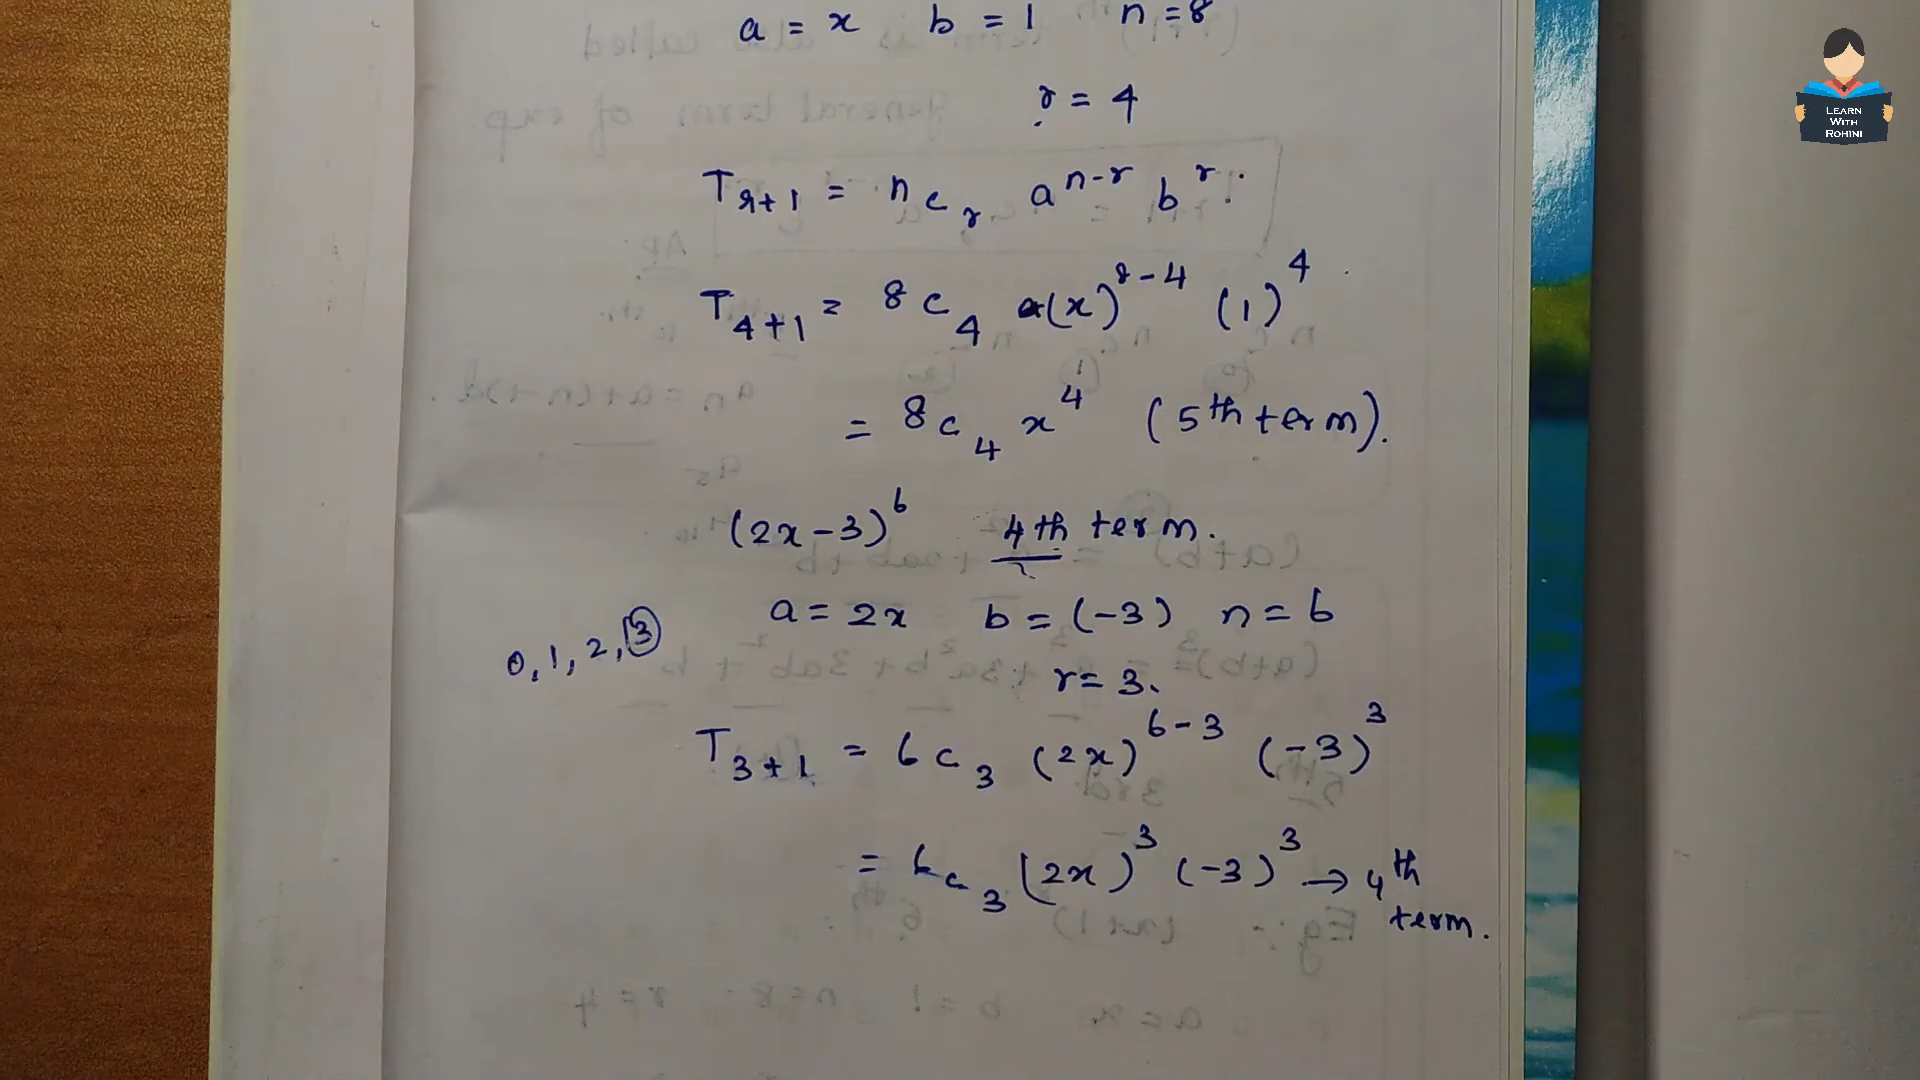 a = x b = 1 n = 8
r = 4
T r+1 = n c r a^n-r b^r.
T 4+1 = 8 c 4 (x)^8-4 (1)^4
= 8 c 4 x^4 (5th term).
(2x-3)^6 4th term.
a = 2x b = (-3) n = 6
0, 1, 2, 3
r = 3.
T 3+1 = 6 c 3 (2x)^6-3 (-3)^3
= 6 c 3 (2x)^3 (-3)^3 → 4th
term.
LEARN
WITH
ROHINI